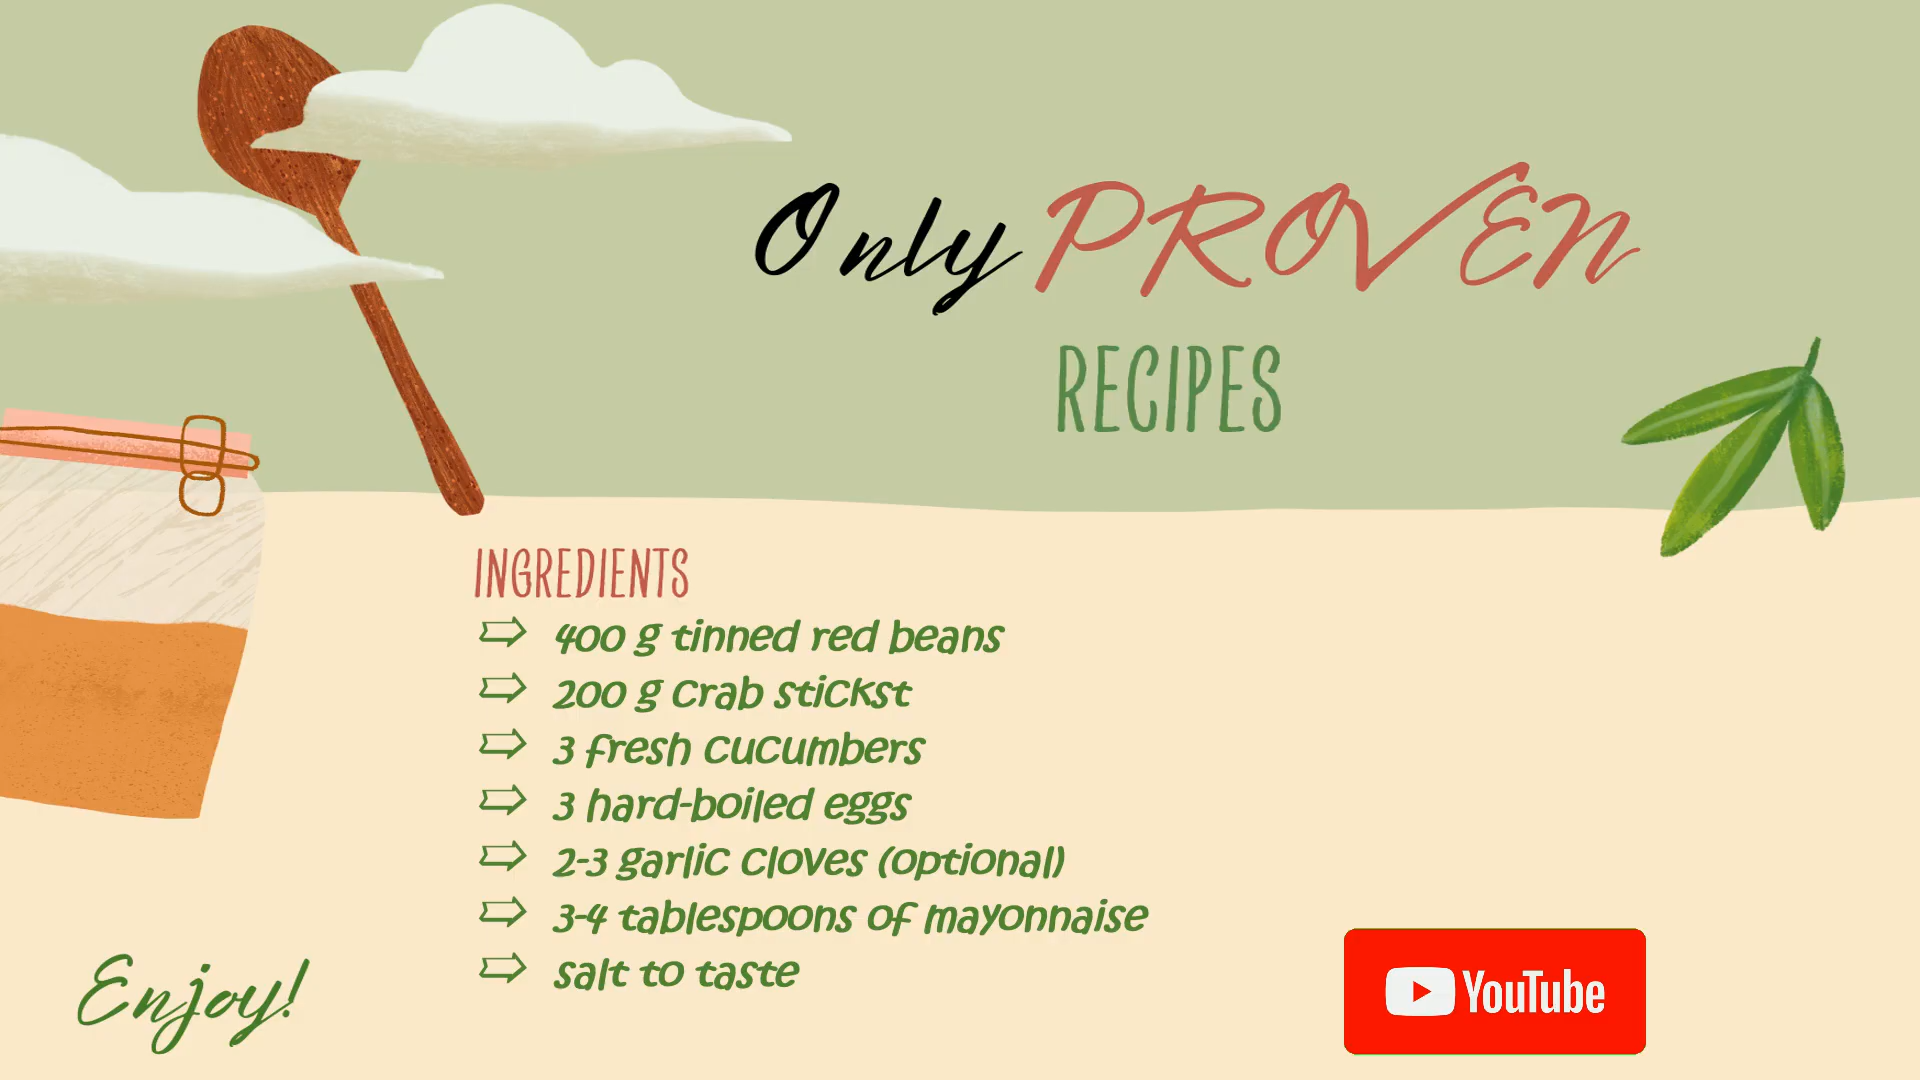 Only PROVEN
RECIPES
INGREDIENTS
400 g tinned red beans
200 g crab stickst
3 fresh cucumbers
3 hard-boiled eggs
2-3 garlic cloves (optional)
3-4 tablespoons of mayonnaise
salt to taste
Enjoy!
YouTube